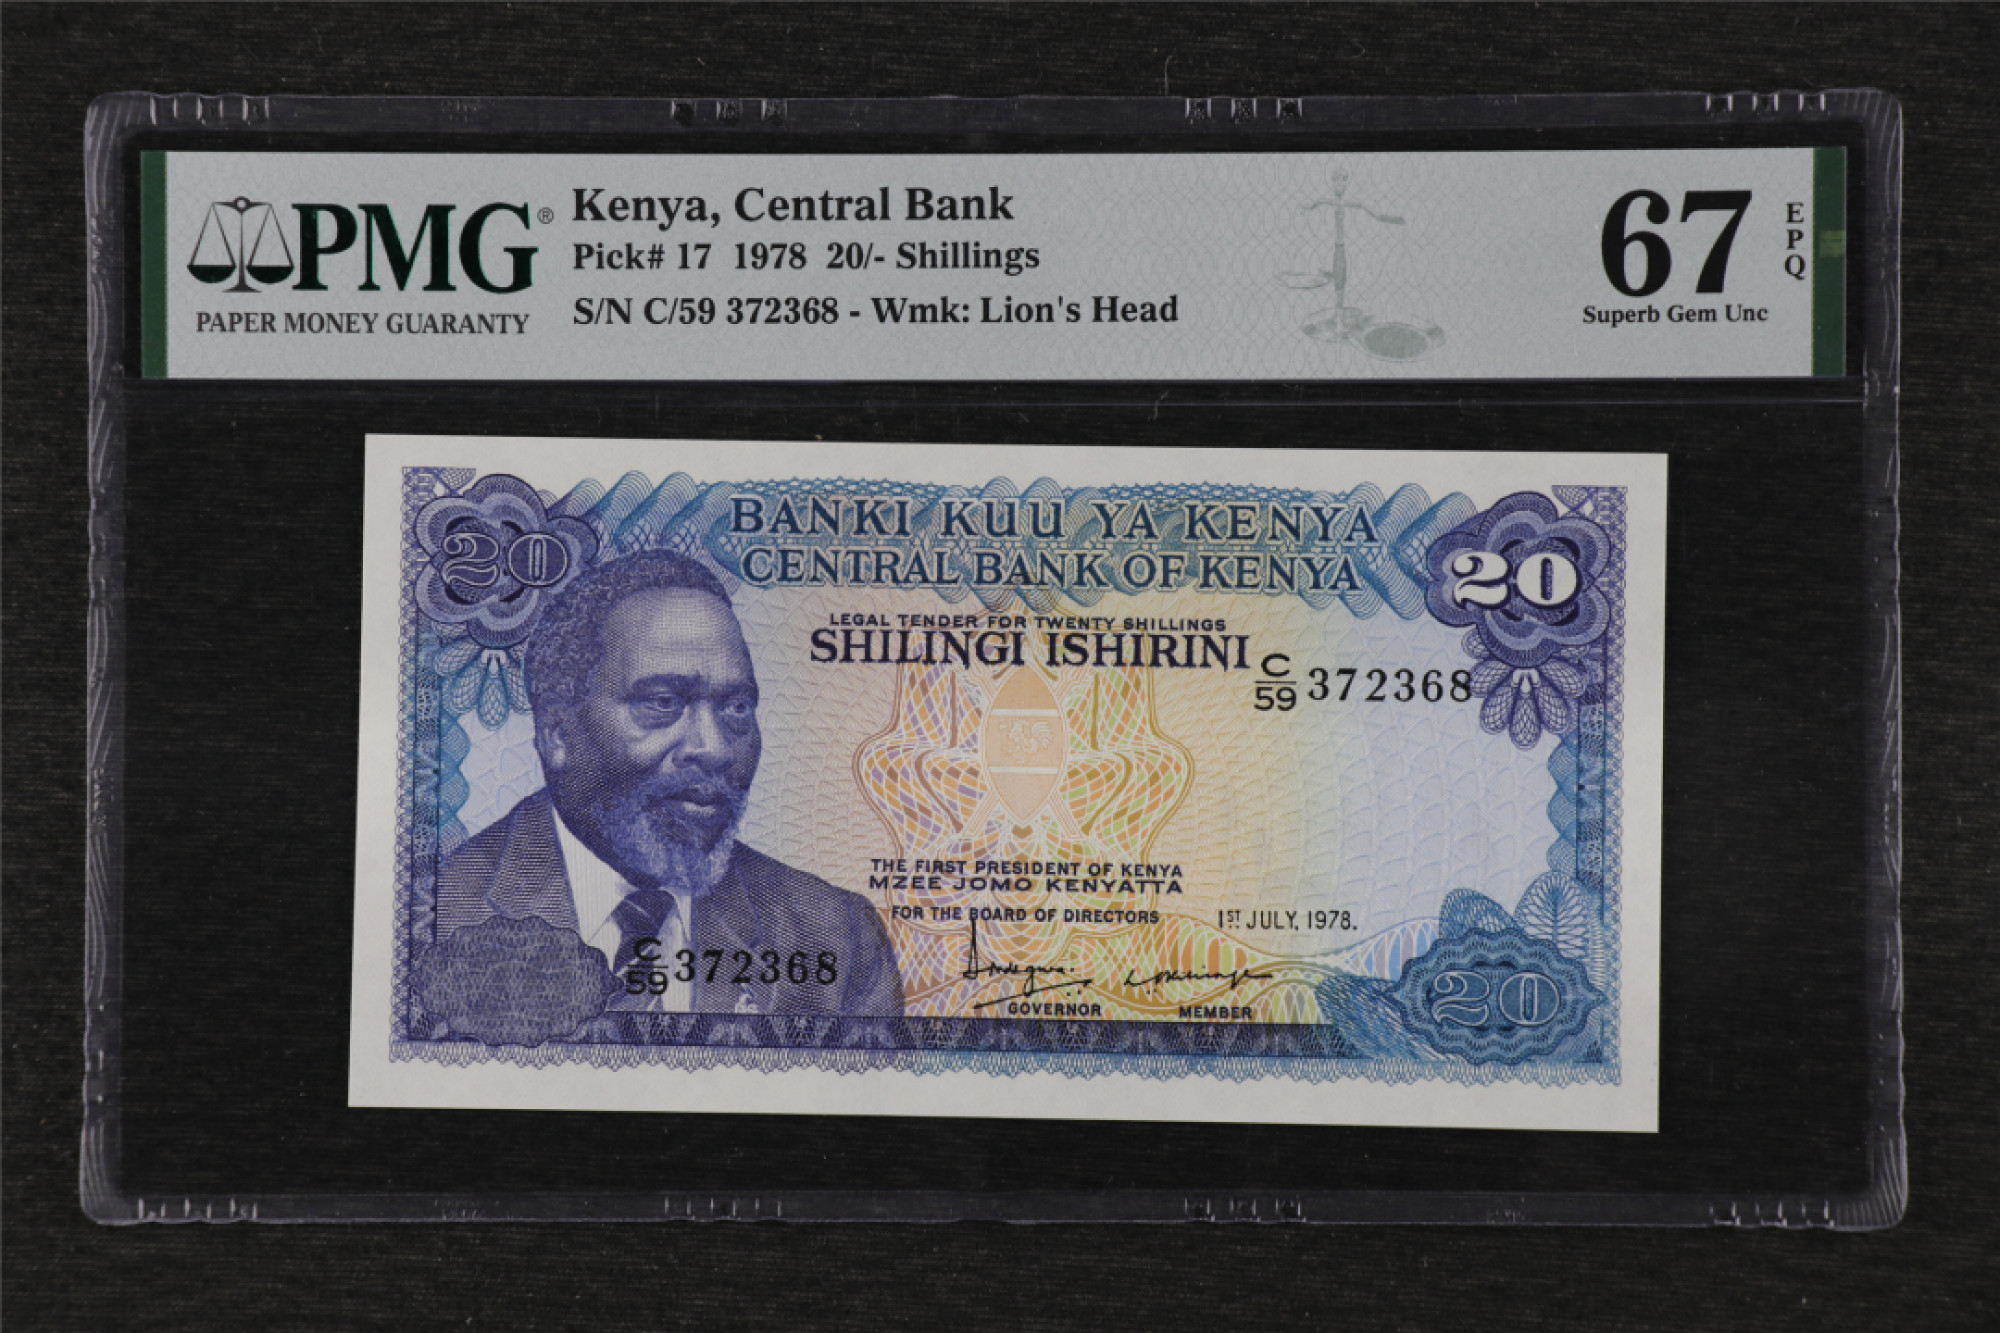 PMG®
PAPER MONEY GUARANTY
Kenya, Central Bank
Pick# 17 1978 20/- Shillings
S/N C/59 372368 - Wmk: Lion's Head
67
EPQ
Superb Gem Unc
BANKI KUU YA KENYA
CENTRAL BANK OF KENYA
20
20
LEGAL TENDER FOR TWENTY SHILLINGS
SHILINGI ISHIRINI
C/59 372368
THE FIRST PRESIDENT OF KENYA
MZEE JOMO KENYATTA
FOR THE BOARD OF DIRECTORS
1ST JULY, 1978.
C/59 372368
GOVERNOR
MEMBER
20